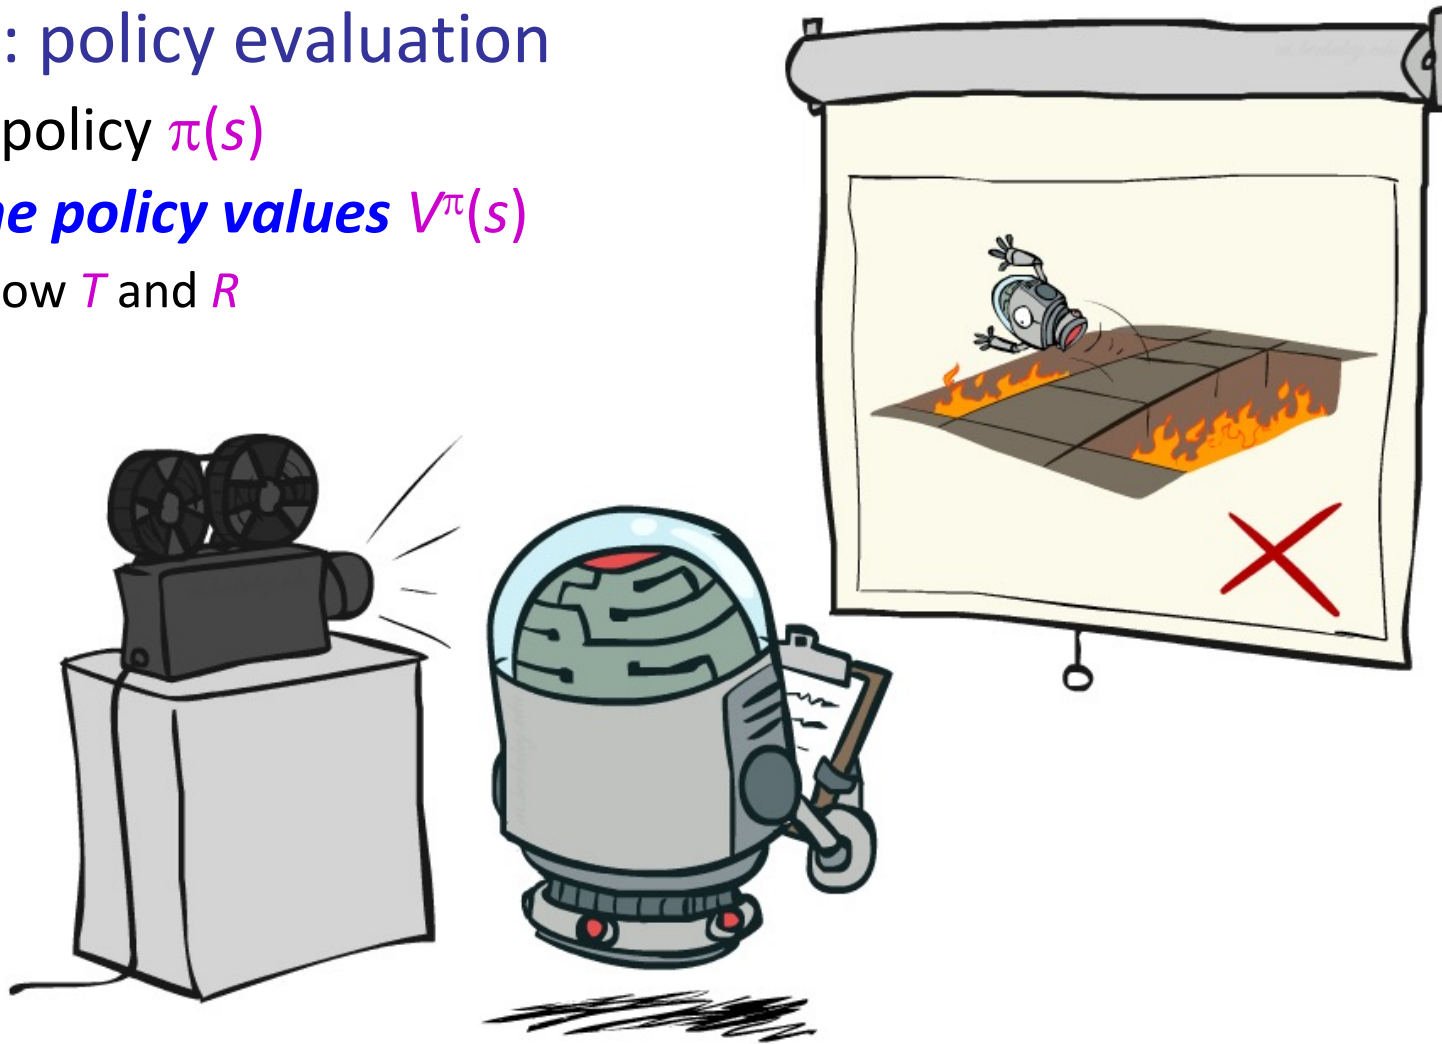 : policy evaluation
policy π(s)
e policy values Vπ(s)
ow T and R